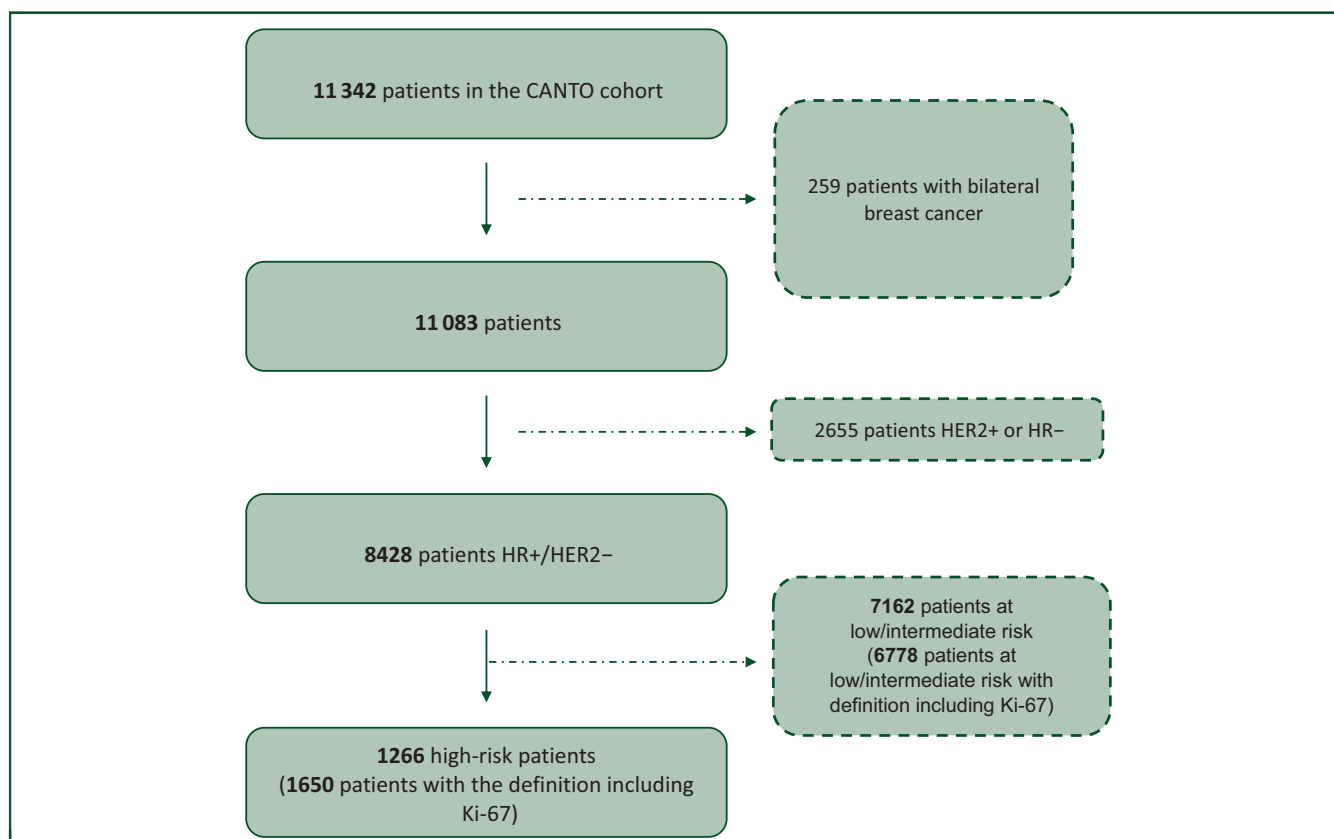 11 342 patients in the CANTO cohort
259 patients with bilateral
breast cancer
11 083 patients
2655 patients HER2+ or HR−
8428 patients HR+/HER2−
7162 patients at
low/intermediate risk
(6778 patients at
low/intermediate risk with
definition including Ki-67)
1266 high-risk patients
(1650 patients with the definition including
Ki-67)